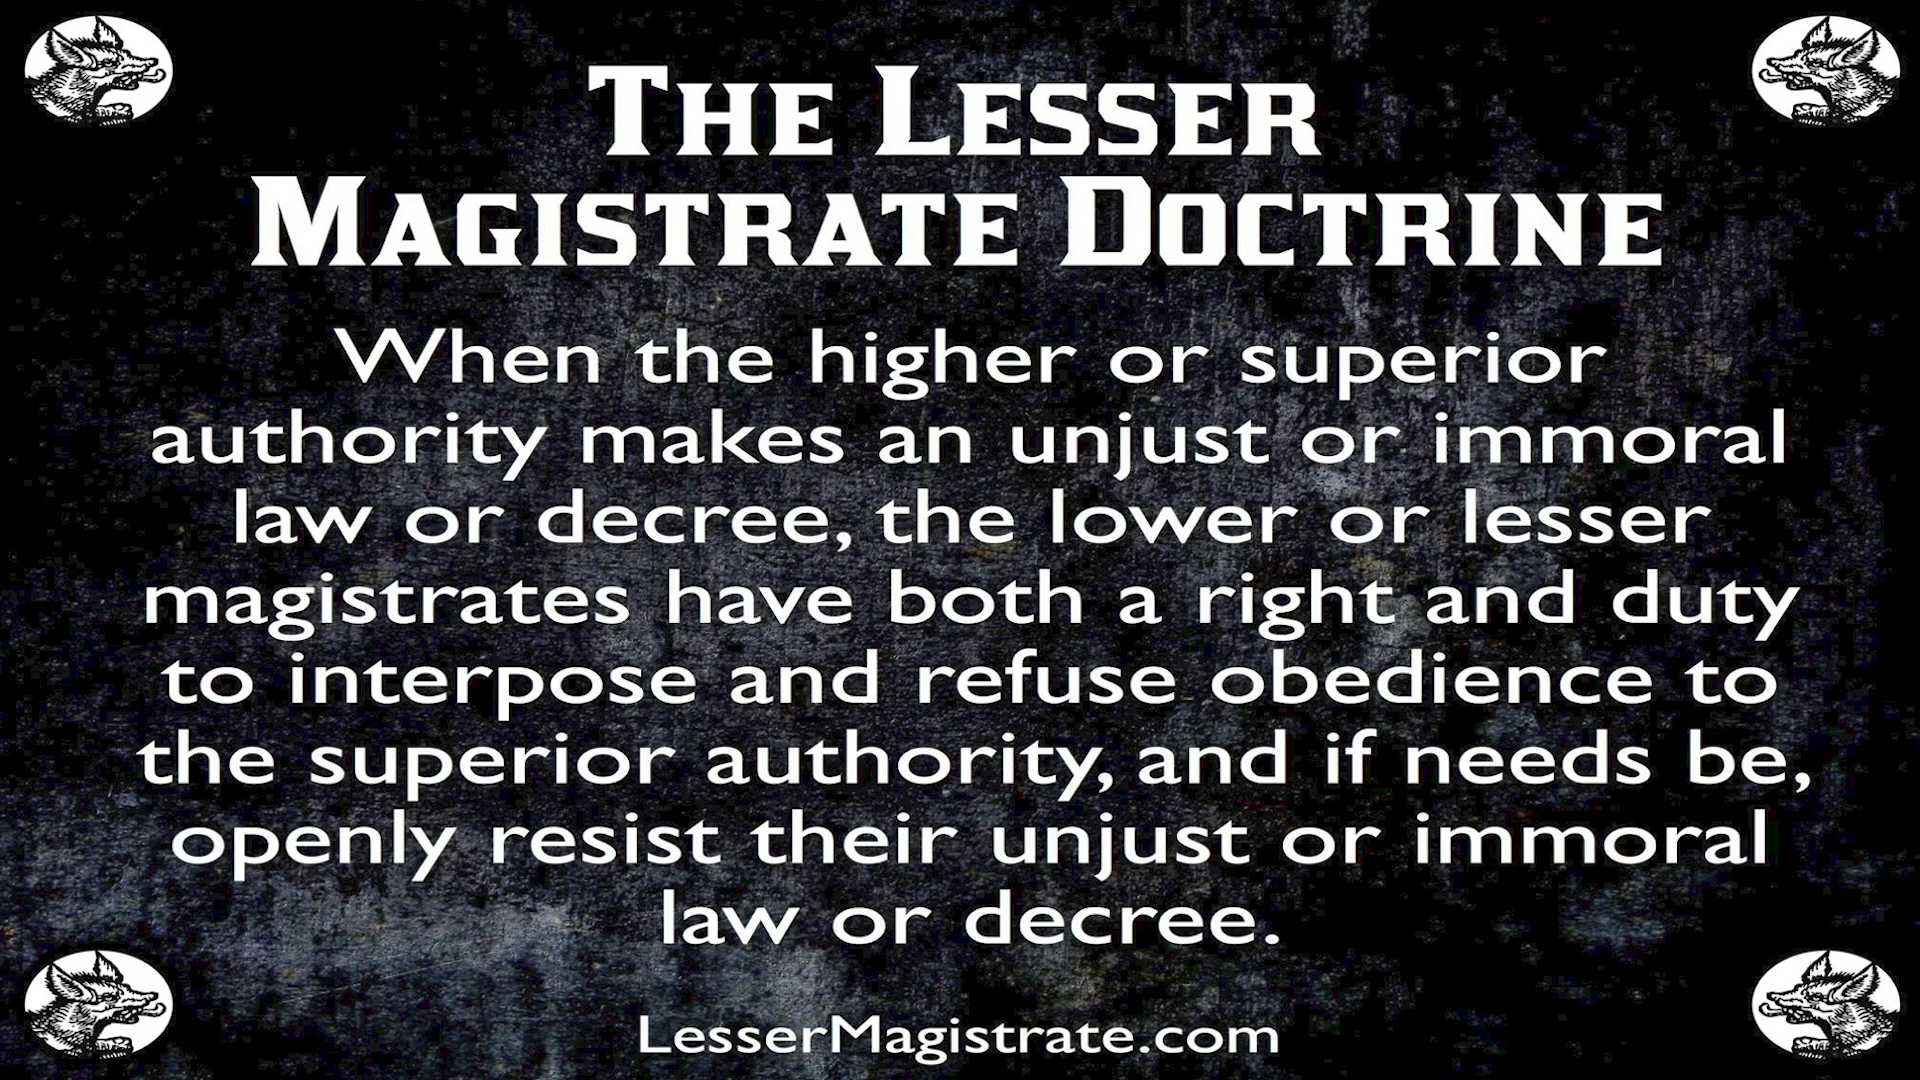 The Lesser
Magistrate Doctrine
When the higher or superior
authority makes an unjust or immoral
law or decree, the lower or lesser
magistrates have both a right and duty
to interpose and refuse obedience to
the superior authority, and if needs be,
openly resist their unjust or immoral
law or decree.
LesserMagistrate.com